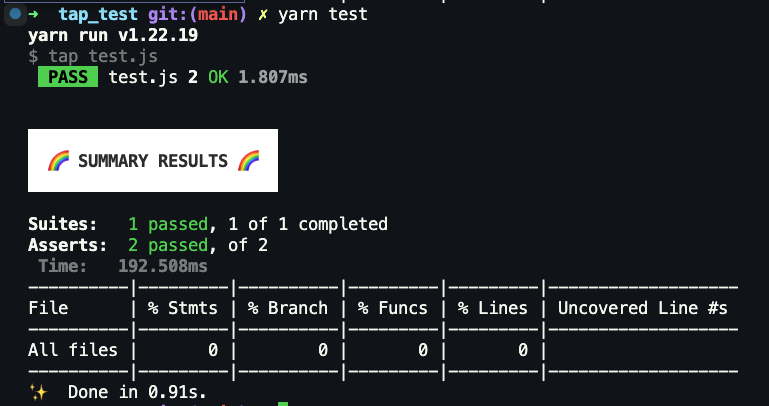 ➜ tap_test git:(main) ✗ yarn test
yarn run v1.22.19
$ tap test.js
PASS test.js 2 OK 1.807ms
🌈 SUMMARY RESULTS 🌈
Suites: 1 passed, 1 of 1 completed
Asserts: 2 passed, of 2
Time: 192.508ms
----------|---------|----------|---------|---------|-------------------
File      | % Stmts | % Branch | % Funcs | % Lines | Uncovered Line #s
----------|---------|----------|---------|---------|-------------------
All files |       0 |        0 |       0 |       0 |
----------|---------|----------|---------|---------|-------------------
✨ Done in 0.91s.